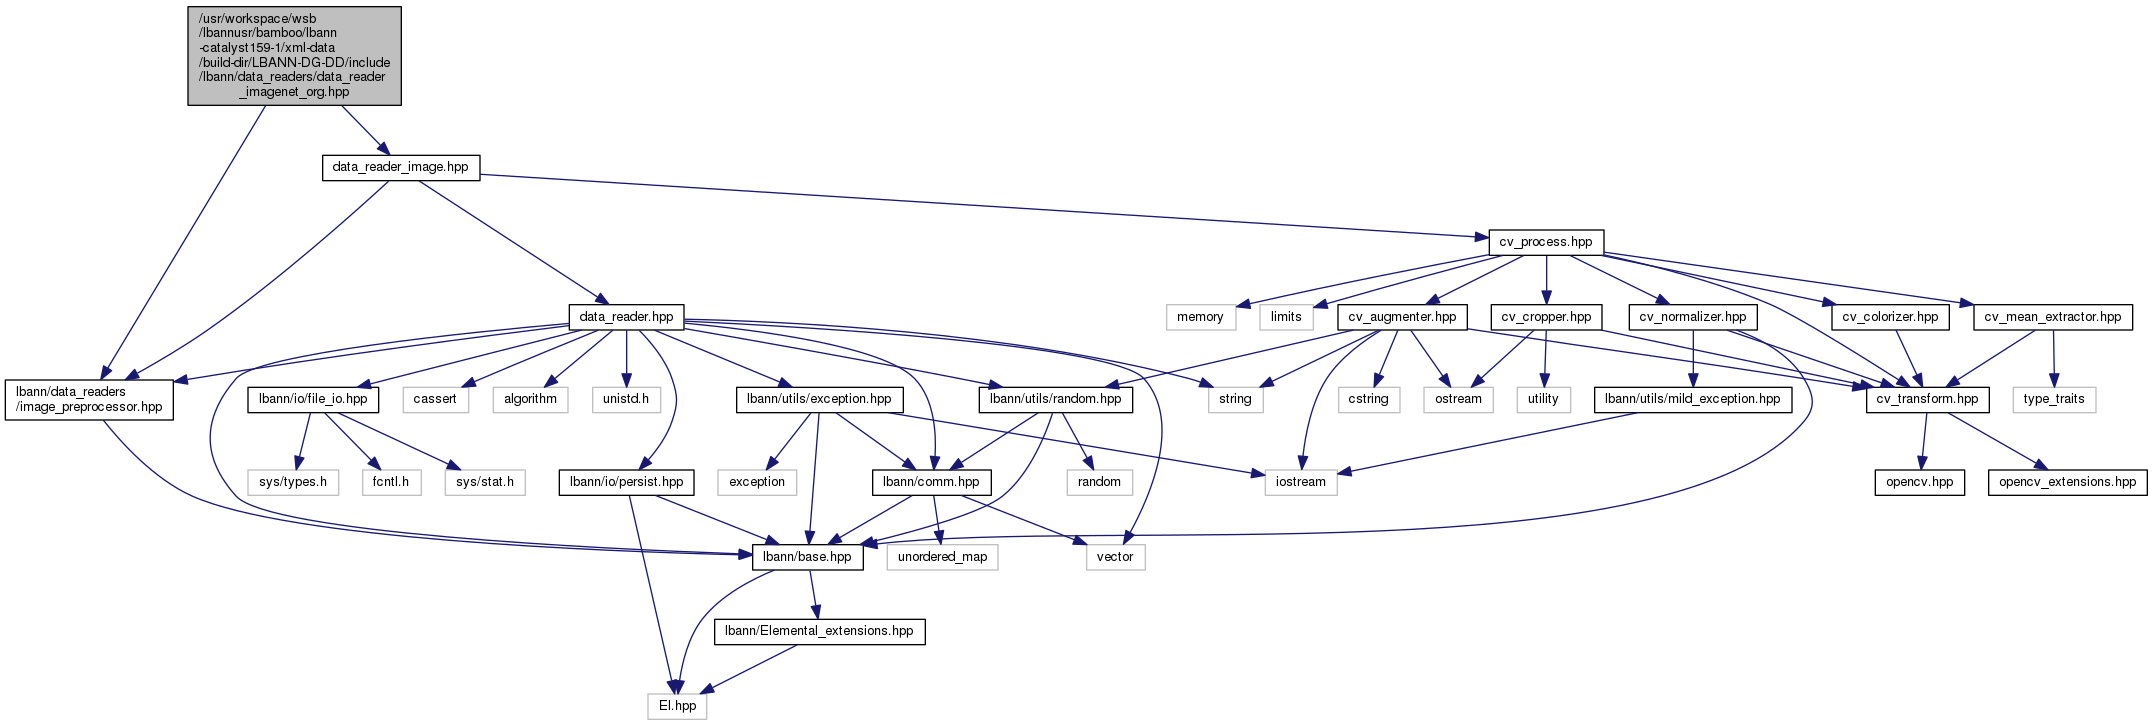 /usr/workspace/wsb
/lbannusr/bamboo/lbann
-catalyst159-1/xml-data
/build-dir/LBANN-DG-DD/include
/lbann/data_readers/data_reader
_imagenet_org.hpp
data_reader_image.hpp
cv_process.hpp
data_reader.hpp
memory
limits
cv_augmenter.hpp
cv_cropper.hpp
cv_normalizer.hpp
cv_colorizer.hpp
cv_mean_extractor.hpp
lbann/data_readers
/image_preprocessor.hpp
lbann/io/file_io.hpp
cassert
algorithm
unistd.h
lbann/utils/exception.hpp
lbann/utils/random.hpp
string
cstring
ostream
utility
lbann/utils/mild_exception.hpp
cv_transform.hpp
type_traits
sys/types.h
fcntl.h
sys/stat.h
lbann/io/persist.hpp
exception
lbann/comm.hpp
random
iostream
opencv.hpp
opencv_extensions.hpp
lbann/base.hpp
unordered_map
vector
lbann/Elemental_extensions.hpp
El.hpp